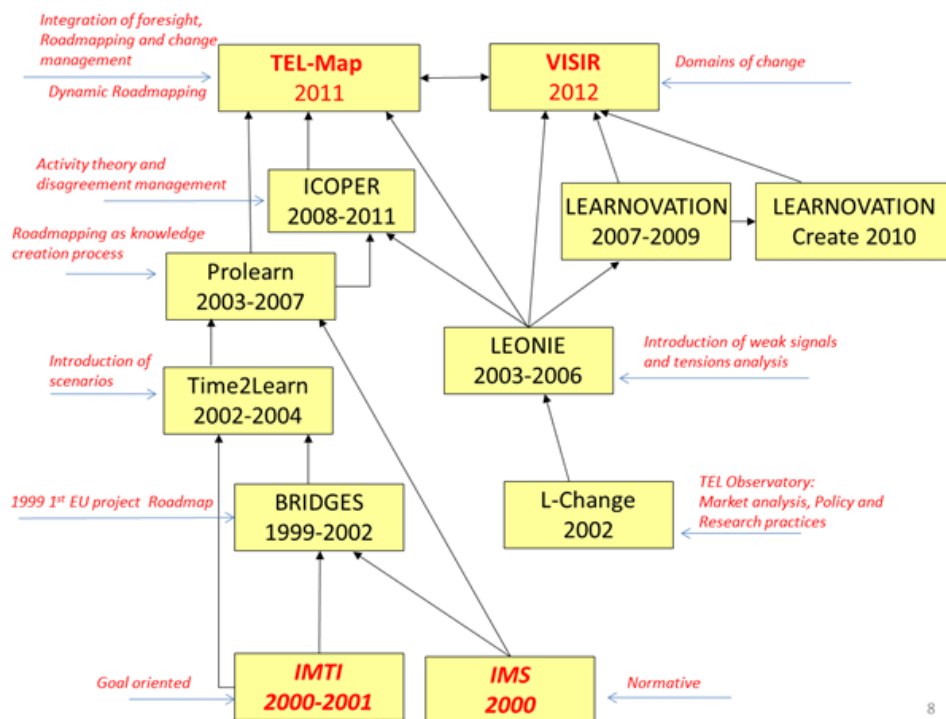 Integration of foresight,
Roadmapping and change
management
Dynamic Roadmapping
TEL-Map
2011
VISIR
2012
Domains of change
Activity theory and
disagreement management
ICOPER
2008-2011
LEARNOVATION
2007-2009
LEARNOVATION
Create 2010
Roadmapping as knowledge
creation process
Prolearn
2003-2007
LEONIE
2003-2006
Introduction of weak signals
and tensions analysis
Introduction of
scenarios
Time2Learn
2002-2004
1999 1st EU project Roadmap
BRIDGES
1999-2002
L-Change
2002
TEL Observatory:
Market analysis, Policy and
Research practices
Goal oriented
IMTI
2000-2001
IMS
2000
Normative
8